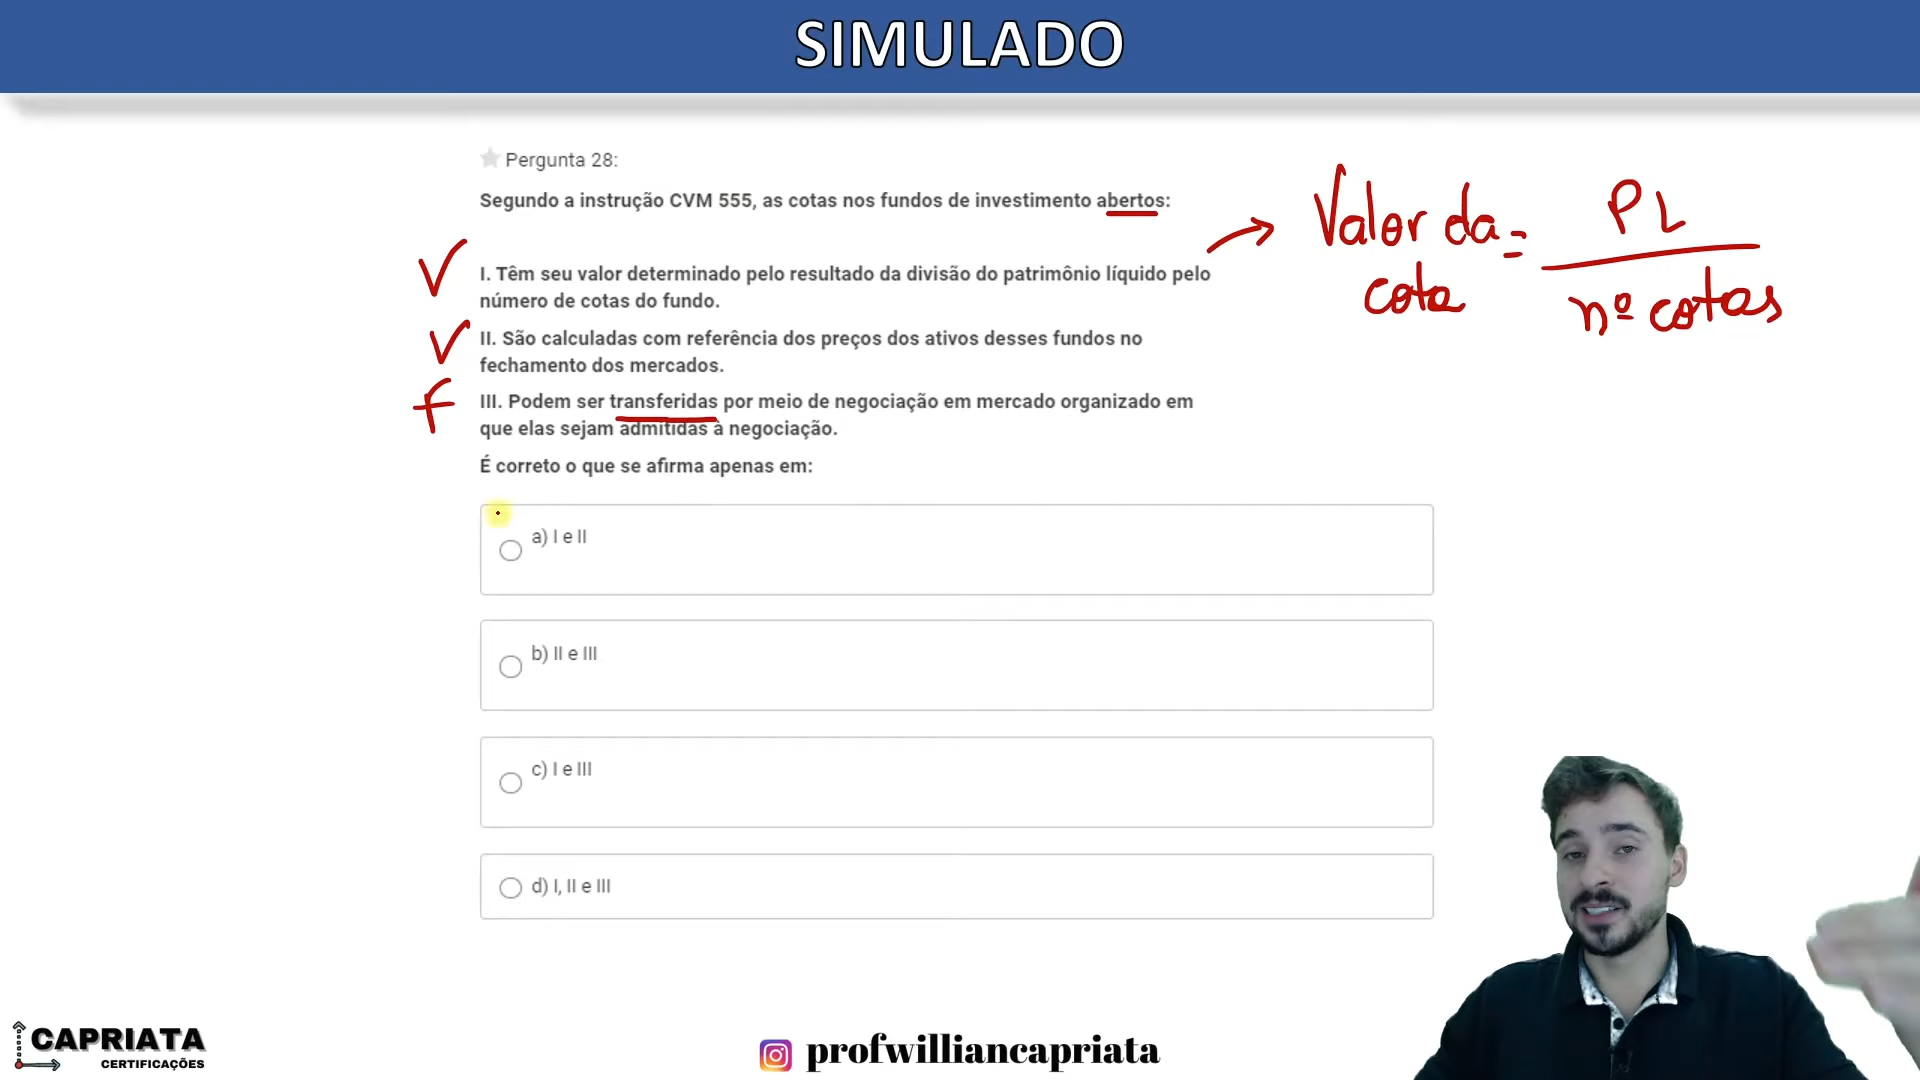 SIMULADO
Pergunta 28:
Segundo a instrução CVM 555, as cotas nos fundos de investimento abertos:
V
I. Têm seu valor determinado pelo resultado da divisão do patrimônio líquido pelo
número de cotas do fundo.
V
II. São calculadas com referência dos preços dos ativos desses fundos no
fechamento dos mercados.
F
III. Podem ser transferidas por meio de negociação em mercado organizado em
que elas sejam admitidas à negociação.
É correto o que se afirma apenas em:
a) I e II
b) II e III
c) I e III
d) I, II e III
Valor da = PL
cota nº cotas
CAPRIATA
CERTIFICAÇÕES
profwilliancapriata